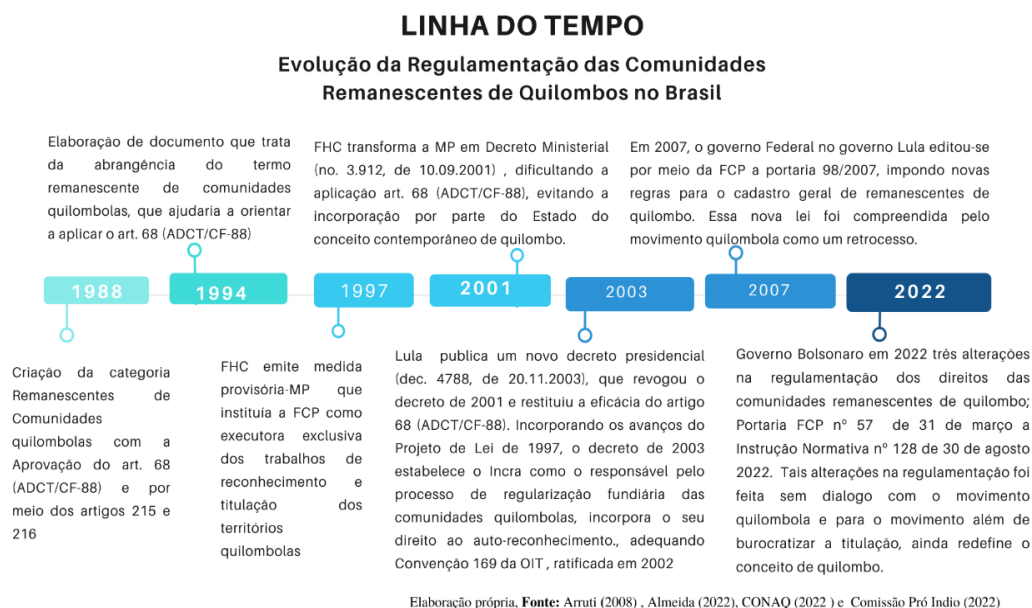 LINHA DO TEMPO
Evolução da Regulamentação das Comunidades
Remanescentes de Quilombos no Brasil
Elaboração de documento que trata
da abrangência do termo
remanescente de comunidades
quilombolas, que ajudaria a orientar
a aplicar o art. 68 (ADCT/CF-88)
FHC transforma a MP em Decreto Ministerial
(no. 3.912, de 10.09.2001) , dificultando a
aplicação art. 68 (ADCT/CF-88), evitando a
incorporação por parte do Estado do
conceito contemporâneo de quilombo.
Em 2007, o governo Federal no governo Lula editou-se
por meio da FCP a portaria 98/2007, impondo novas
regras para o cadastro geral de remanescentes de
quilombo. Essa nova lei foi compreendida pelo
movimento quilombola como um retrocesso.
1988 1994 1997 2001 2003 2007 2022
Criação da categoria
Remanescentes de
Comunidades
quilombolas com a
Aprovação do art. 68
(ADCT/CF-88) e por
meio dos artigos 215 e
216
FHC emite medida
provisória-MP que
instituía a FCP como
executora exclusiva
dos trabalhos de
reconhecimento e
titulação dos
territórios
quilombolas
Lula publica um novo decreto presidencial
(dec. 4788, de 20.11.2003), que revogou o
decreto de 2001 e restituiu a eficácia do artigo
68 (ADCT/CF-88). Incorporando os avanços do
Projeto de Lei de 1997, o decreto de 2003
estabelece o Incra como o responsável pelo
processo de regularização fundiária das
comunidades quilombolas, incorpora o seu
direito ao auto-reconhecimento., adequando
Convenção 169 da OIT , ratificada em 2002
Governo Bolsonaro em 2022 três alterações
na regulamentação dos direitos das
comunidades remanescentes de quilombo;
Portaria FCP nº 57 de 31 de março a
Instrução Normativa nº 128 de 30 de agosto
2022. Tais alterações na regulamentação foi
feita sem dialogo com o movimento
quilombola e para o movimento além de
burocratizar a titulação, ainda redefine o
conceito de quilombo.
Elaboração própria, Fonte: Arruti (2008) , Almeida (2022), CONAQ (2022 ) e Comissão Pró Indio (2022)